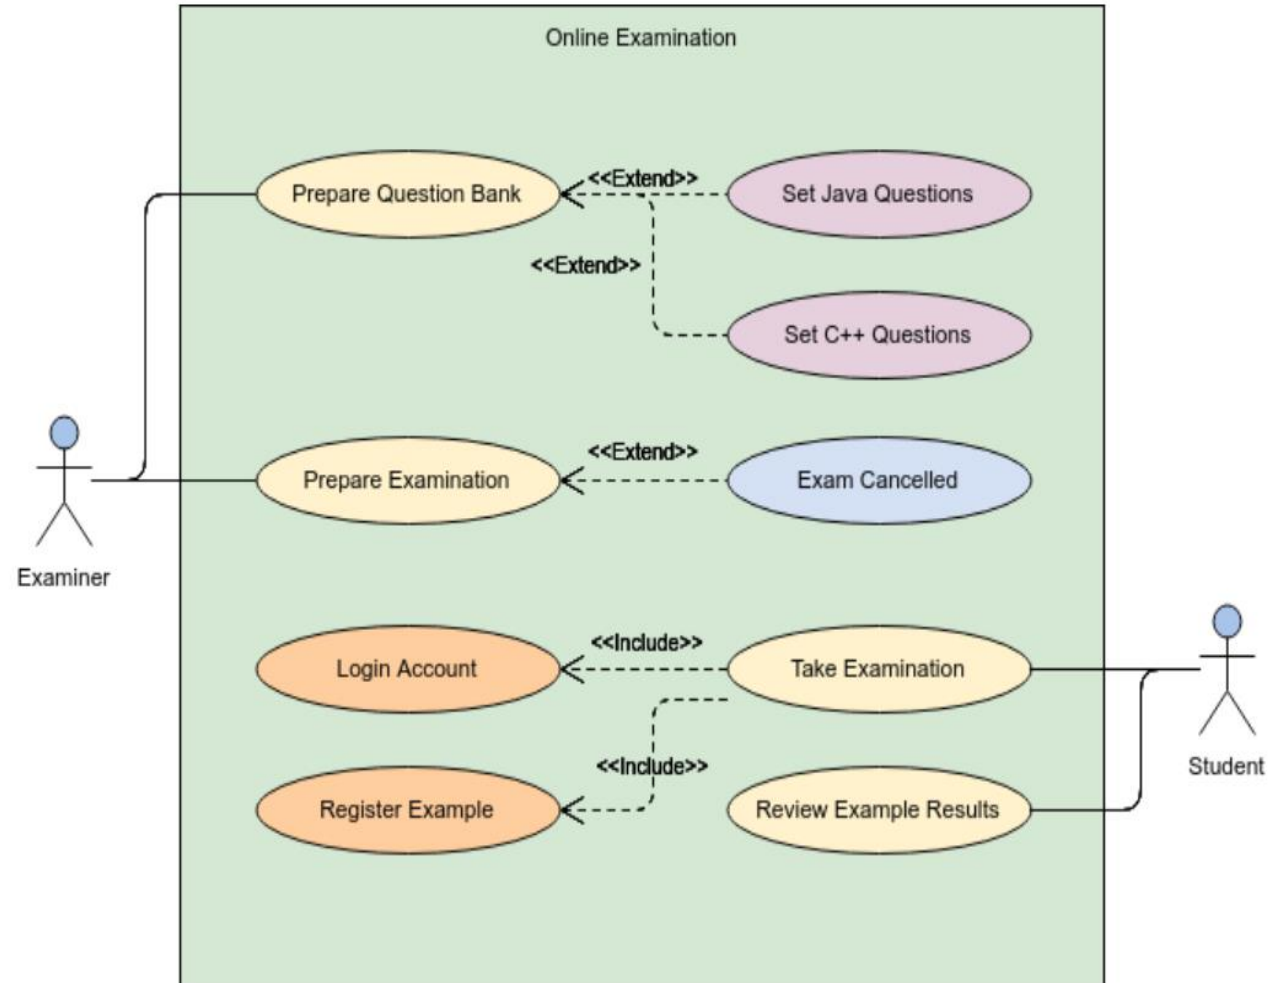 Online Examination
Prepare Question Bank
<<Extend>>
Set Java Questions
<<Extend>>
Set C++ Questions
Prepare Examination
<<Extend>>
Exam Cancelled
Examiner
Login Account
<<Include>>
Take Examination
Student
<<Include>>
Register Example
Review Example Results